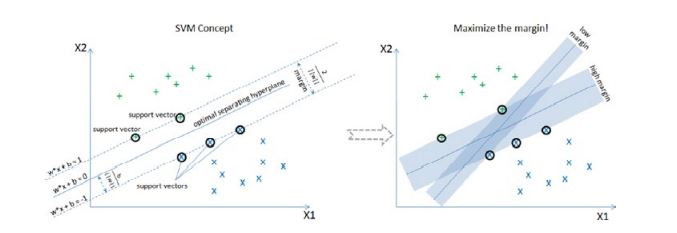 SVM Concept
X2
support vector
support vector
optimal separating hyperplane
margin
2
||w||
w*x + b = 1
w*x + b = 0
w*x + b = -1
b
||w||
support vectors
X1
Maximize the margin!
X2
low
margin
high margin
X1